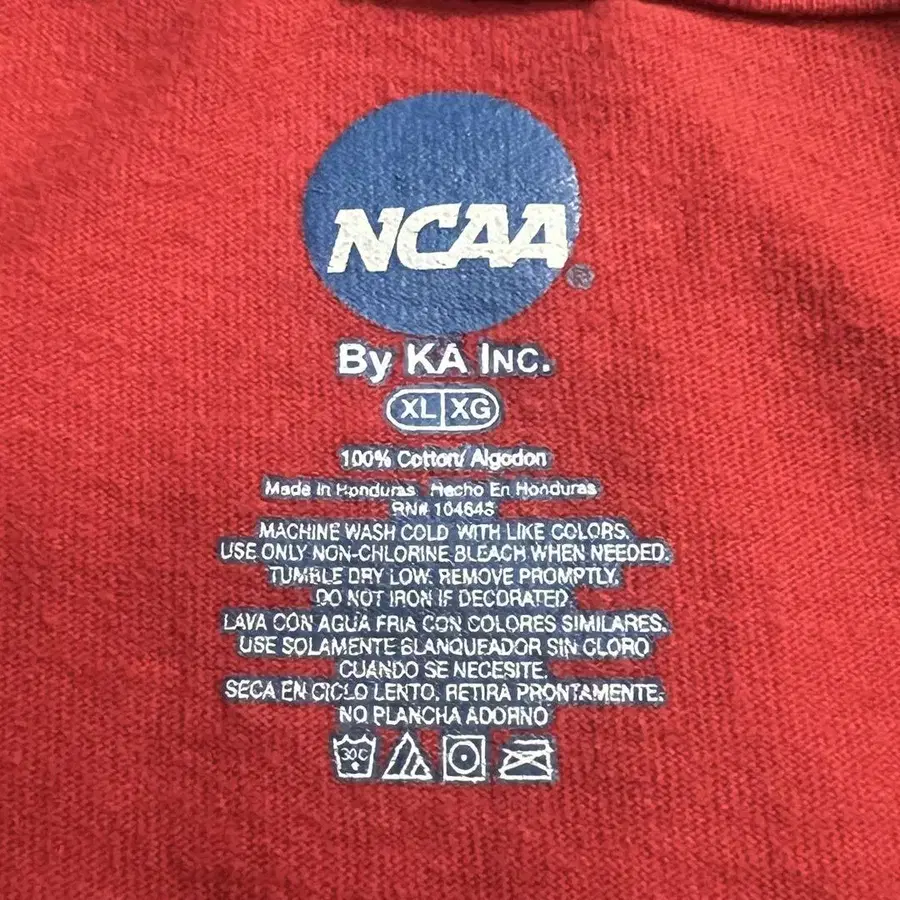 NCAA®
By KA INC.
XL XG
100% Cotton/ Algodon
Made In Honduras Hecho En Honduras
RN# 104643
MACHINE WASH COLD WITH LIKE COLORS.
USE ONLY NON-CHLORINE BLEACH WHEN NEEDED.
TUMBLE DRY LOW. REMOVE PROMPTLY.
DO NOT IRON IF DECORATED
LAVA CON AGUA FRIA CON COLORES SIMILARES.
USE SOLAMENTE BLANQUEADOR SIN CLORO
CUANDO SE NECESITE.
SECA EN CICLO LENTO. RETIRA PRONTAMENTE.
NO PLANCHA ADORNO
30C